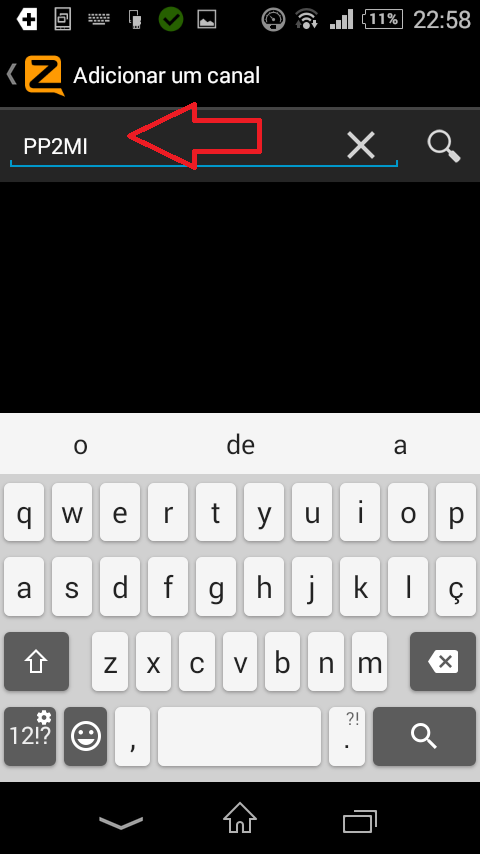 11% 22:58
Adicionar um canal
PP2MI
o de a
q w e r t y u i o p
a s d f g h j k l ç
z x c v b n m
12!? , ?! .